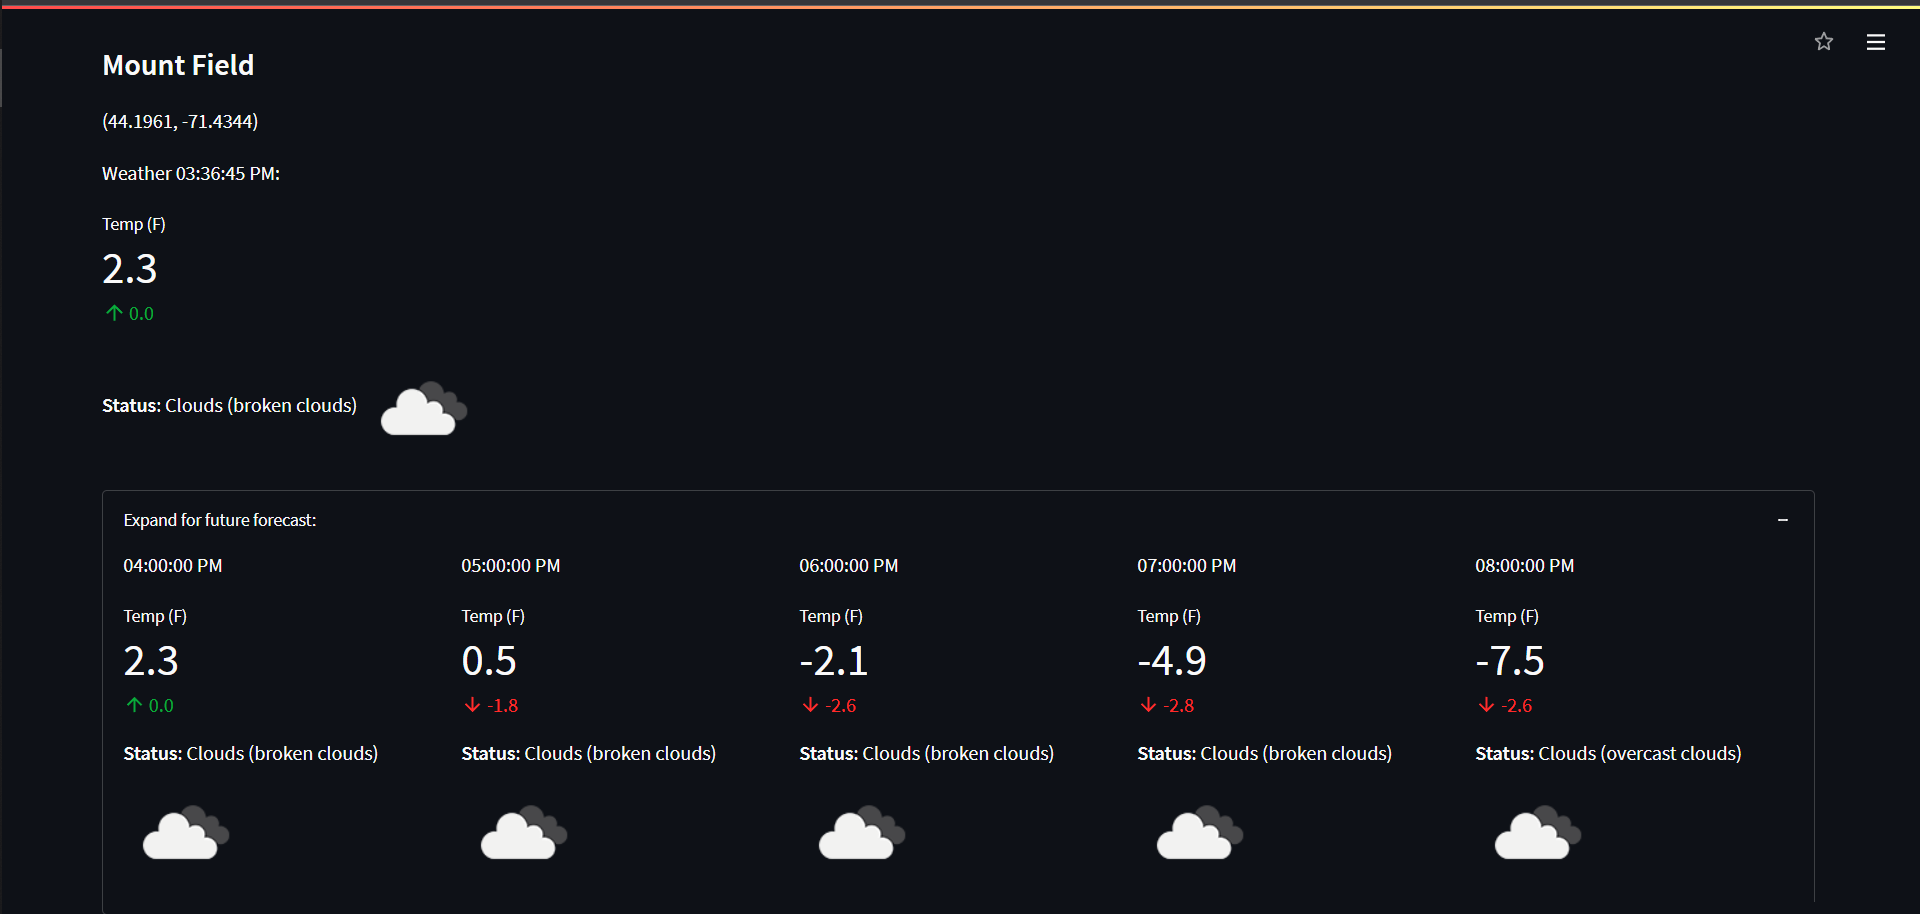 Mount Field
(44.1961, -71.4344)
Weather 03:36:45 PM:
Temp (F)
2.3
↑ 0.0
Status: Clouds (broken clouds)
Expand for future forecast:
04:00:00 PM 05:00:00 PM 06:00:00 PM 07:00:00 PM 08:00:00 PM
Temp (F) Temp (F) Temp (F) Temp (F) Temp (F)
2.3 0.5 -2.1 -4.9 -7.5
↑ 0.0 ↓ -1.8 ↓ -2.6 ↓ -2.8 ↓ -2.6
Status: Clouds (broken clouds) Status: Clouds (broken clouds) Status: Clouds (broken clouds) Status: Clouds (broken clouds) Status: Clouds (overcast clouds)